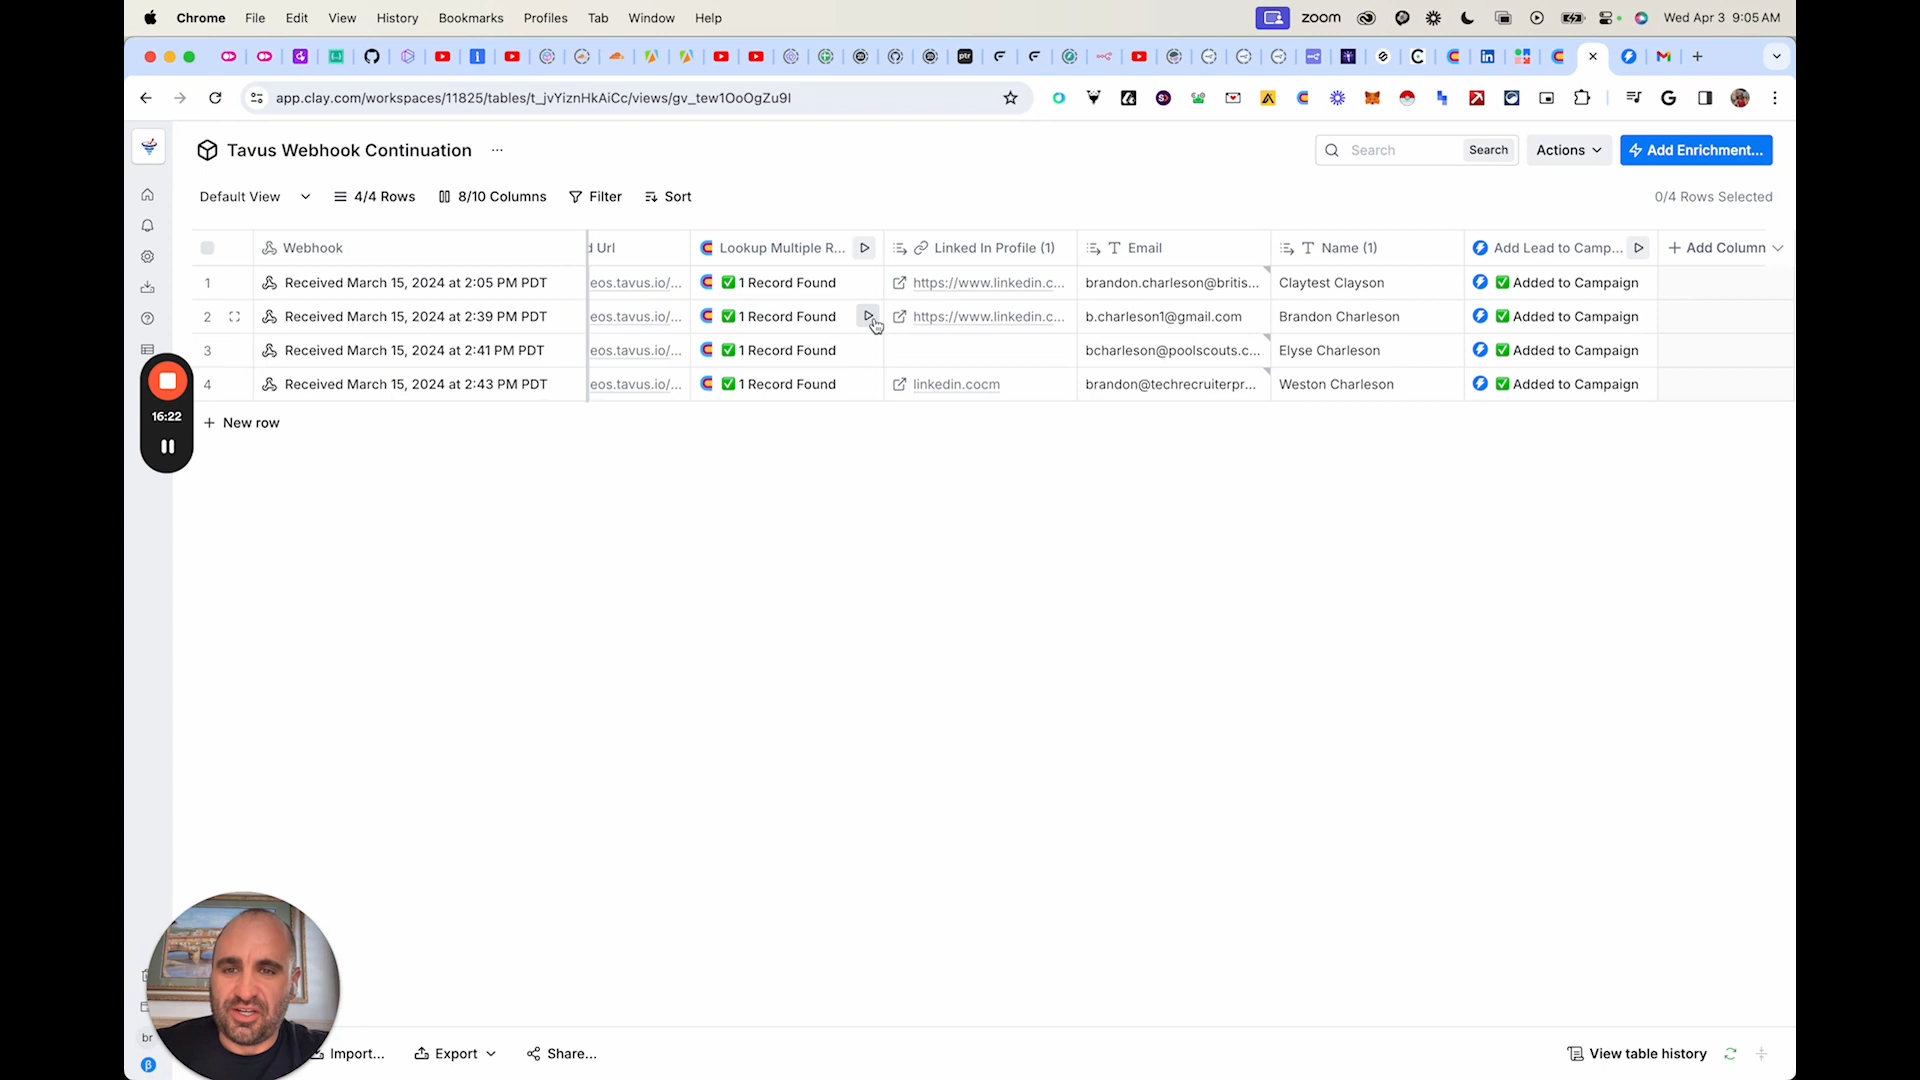 Chrome File Edit View History Bookmarks Profiles Tab Window Help zoom Wed Apr 3 9:05 AM
app.clay.com/workspaces/11825/tables/t_jvYiznHkAiCc/views/gv_tew1OoOgZu9I
Tavus Webhook Continuation ... Search Search Actions Add Enrichment...
Default View 4/4 Rows 8/10 Columns Filter Sort 0/4 Rows Selected
Webhook d Url Lookup Multiple R... Linked In Profile (1) Email Name (1) Add Lead to Camp... + Add Column
1 Received March 15, 2024 at 2:05 PM PDT eos.tavus.io/... ✅ 1 Record Found https://www.linkedin.c... brandon.charleson@britis... Claytest Clayson ✅ Added to Campaign
2 Received March 15, 2024 at 2:39 PM PDT eos.tavus.io/... ✅ 1 Record Found https://www.linkedin.c... b.charleson1@gmail.com Brandon Charleson ✅ Added to Campaign
3 Received March 15, 2024 at 2:41 PM PDT eos.tavus.io/... ✅ 1 Record Found bcharleson@poolscouts.c... Elyse Charleson ✅ Added to Campaign
4 Received March 15, 2024 at 2:43 PM PDT eos.tavus.io/... ✅ 1 Record Found linkedin.cocm brandon@techrecruiterpr... Weston Charleson ✅ Added to Campaign
16:22
+ New row
br
Import... Export Share... View table history